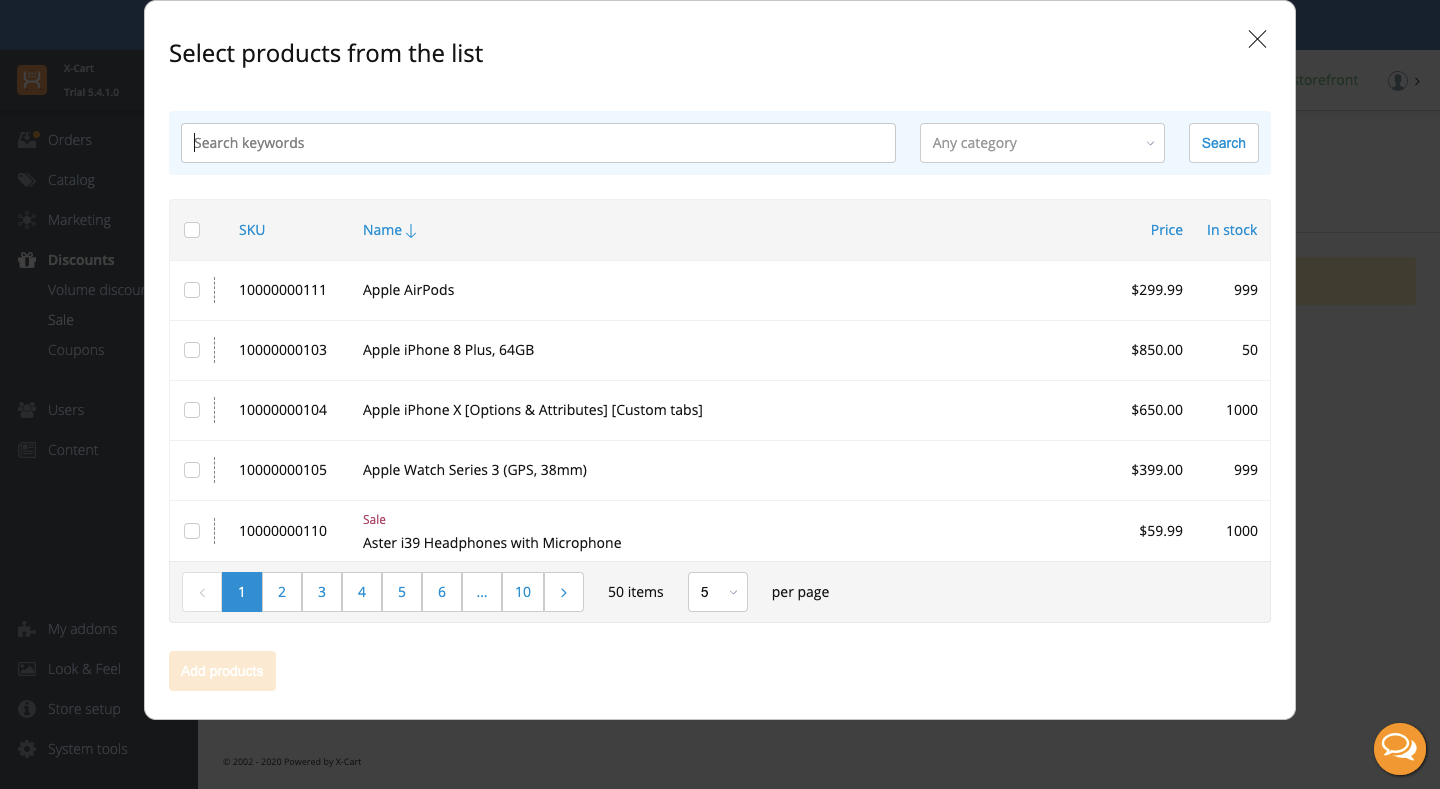 Select products from the list
X-Cart
Trial 5.4.1.0
storefront
Orders
Catalog
Marketing
Discounts
Volume discou
Sale
Coupons
Users
Content
My addons
Look & Feel
Store setup
System tools
Search keywords
Any category
Search
SKU Name Price In stock
10000000111 Apple AirPods $299.99 999
10000000103 Apple iPhone 8 Plus, 64GB $850.00 50
10000000104 Apple iPhone X [Options & Attributes] [Custom tabs] $650.00 1000
10000000105 Apple Watch Series 3 (GPS, 38mm) $399.00 999
Sale
10000000110 Aster i39 Headphones with Microphone $59.99 1000
1 2 3 4 5 6 ... 10 50 items 5 per page
Add products
© 2002 - 2020 Powered by X-Cart